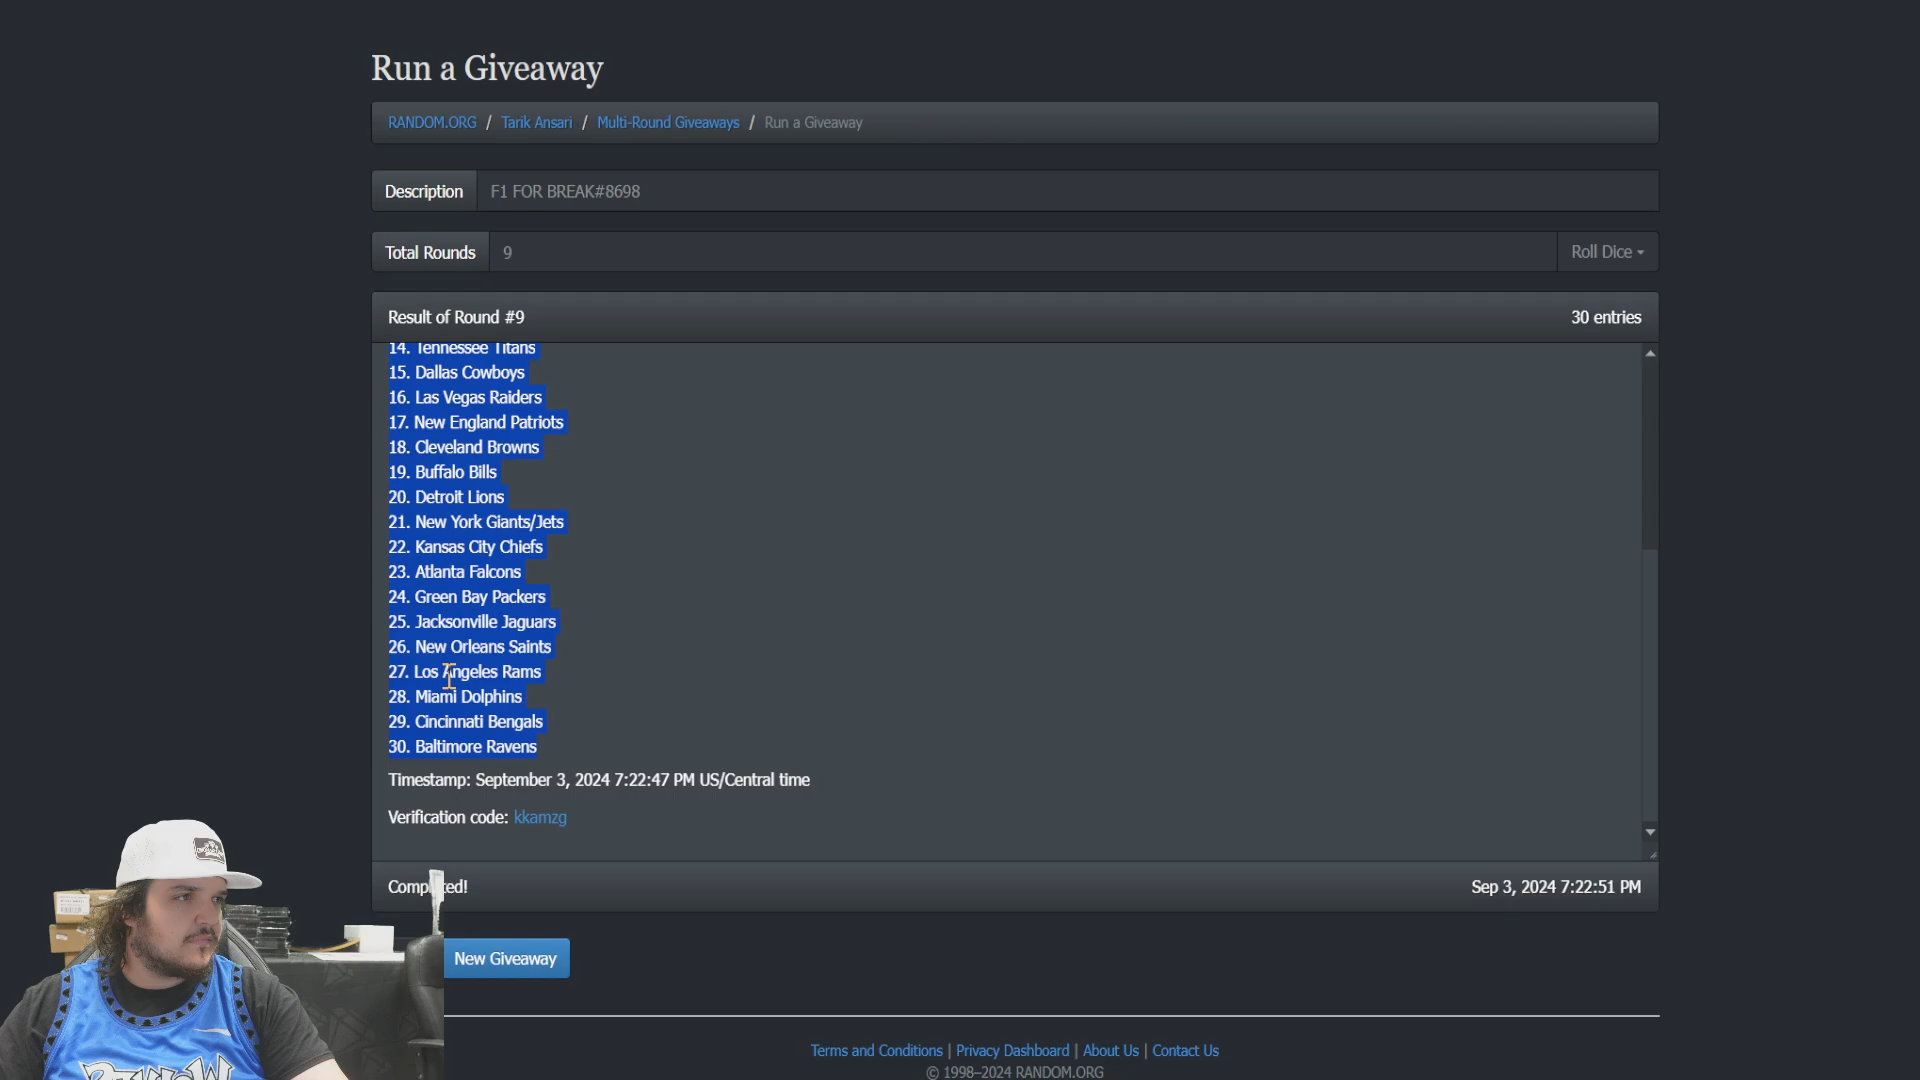 Run a Giveaway
RANDOM.ORG / Tarik Ansari / Multi-Round Giveaways / Run a Giveaway
Description F1 FOR BREAK#8698
Total Rounds 9 Roll Dice
Result of Round #9 30 entries
14. Tennessee Titans
15. Dallas Cowboys
16. Las Vegas Raiders
17. New England Patriots
18. Cleveland Browns
19. Buffalo Bills
20. Detroit Lions
21. New York Giants/Jets
22. Kansas City Chiefs
23. Atlanta Falcons
24. Green Bay Packers
25. Jacksonville Jaguars
26. New Orleans Saints
27. Los Angeles Rams
28. Miami Dolphins
29. Cincinnati Bengals
30. Baltimore Ravens
Timestamp: September 3, 2024 7:22:47 PM US/Central time
Verification code: kkamzg
Completed! Sep 3, 2024 7:22:51 PM
New Giveaway
Terms and Conditions | Privacy Dashboard | About Us | Contact Us
© 1998–2024 RANDOM.ORG